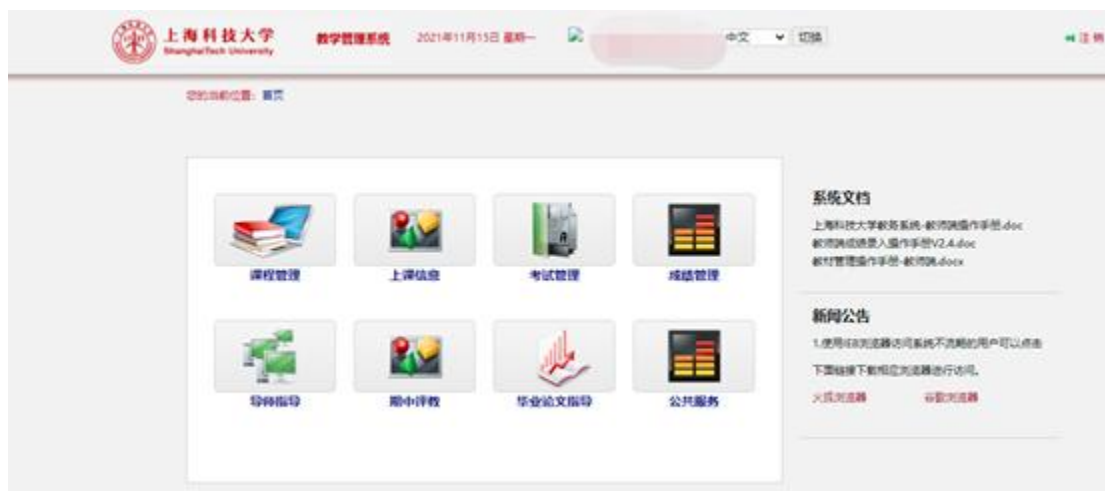 上海科技大学
ShanghaiTech University
教学管理系统 2021年11月15日 星期一 中文 切换 注 销
您的当前位置：首页
课程管理 上课信息 考试管理 成绩管理
导师指导 期中评教 毕业论文指导 公共服务
系统文档
上海科技大学教务系统-教师端操作手册.doc
教师端成绩录入操作手册V2.4.doc
教材管理操作手册-教师端.docx
新闻公告
1.使用IE8浏览器访问系统不流畅的用户可以点击
下面链接下载相应浏览器进行访问。
火狐浏览器 谷歌浏览器